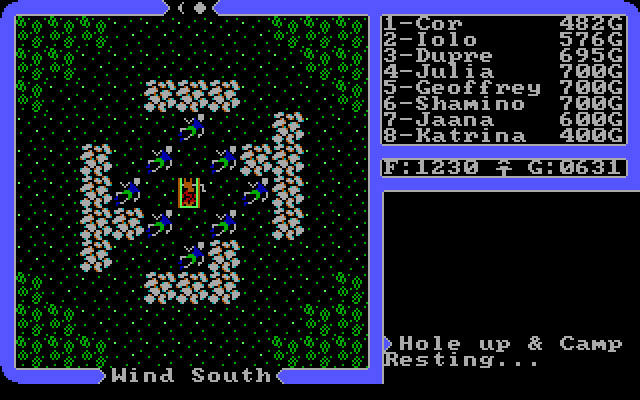 1-Cor 482G
2-Iolo 576G
3-Dupre 695G
4-Julia 700G
5-Geoffrey 700G
6-Shamino 700G
7-Jaana 600G
8-Katrina 400G
F:1230 G:0631
Hole up & Camp
Resting...
Wind South